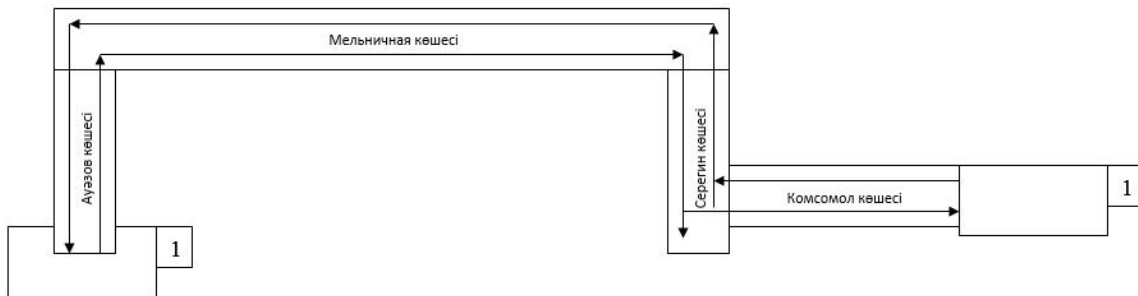 Мельничная көшесі
Ауэзов көшесі
Серегин көшесі
Комсомол көшесі
1
1